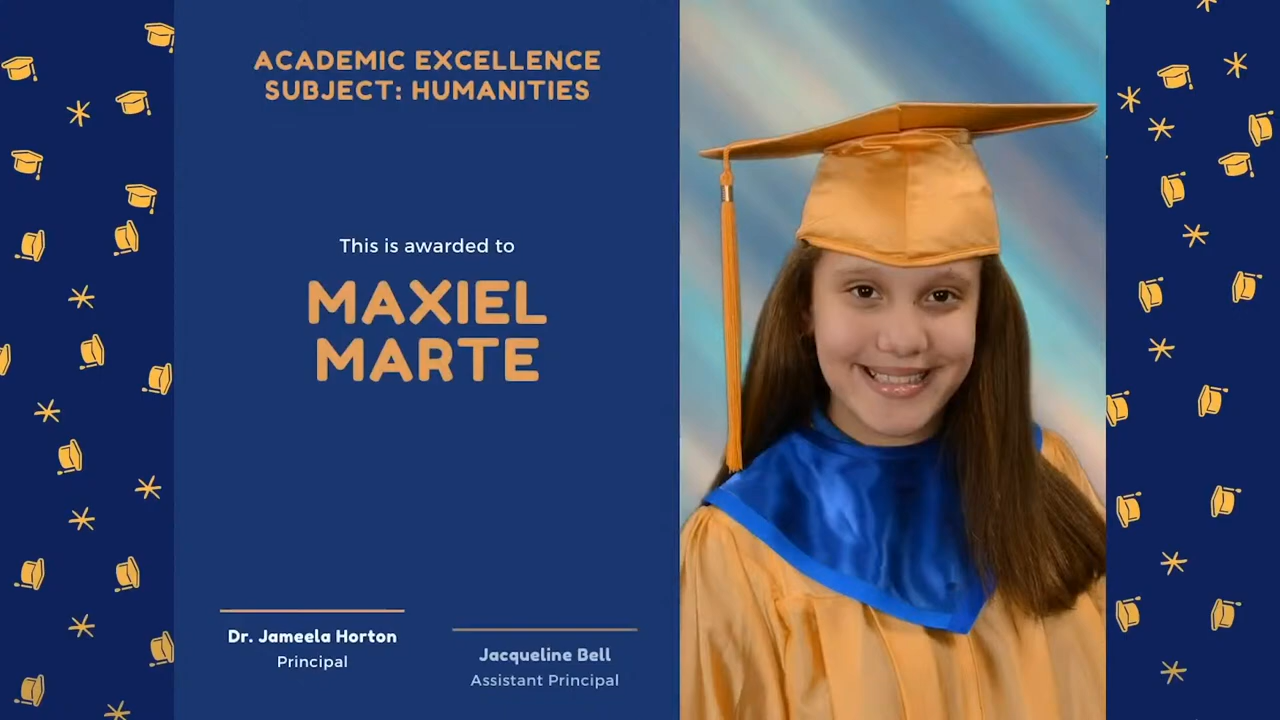 ACADEMIC EXCELLENCE
SUBJECT: HUMANITIES
This is awarded to
MAXIEL
MARTE
Dr. Jameela Horton
Principal
Jacqueline Bell
Assistant Principal